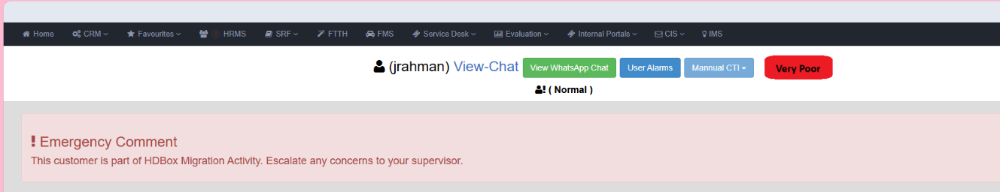 Home CRM Favourites HRMS SRF FTTH FMS Service Desk Evaluation Internal Portals CIS IMS
(jrahman) View-Chat View WhatsApp Chat User Alarms Mannual CTI Very Poor
( Normal )
Emergency Comment
This customer is part of HDBox Migration Activity. Escalate any concerns to your supervisor.